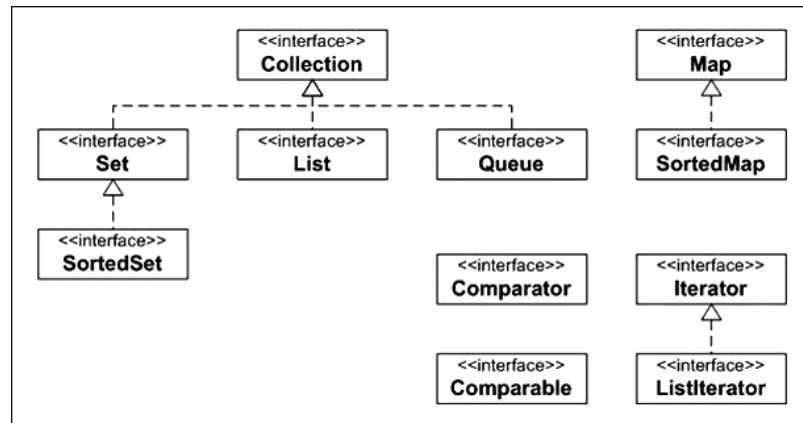 <<interface>>
Collection
<<interface>>
Map
<<interface>>
Set
<<interface>>
List
<<interface>>
Queue
<<interface>>
SortedMap
<<interface>>
SortedSet
<<interface>>
Comparator
<<interface>>
Iterator
<<interface>>
Comparable
<<interface>>
ListIterator